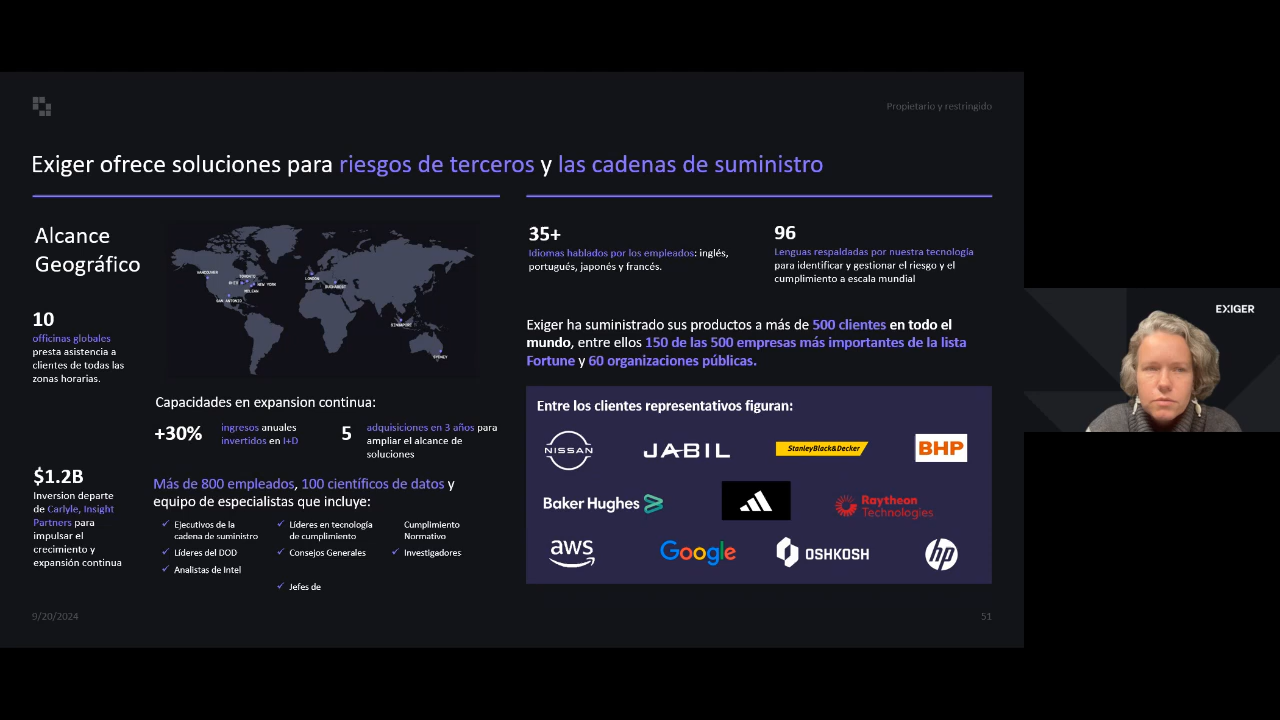 Propietario y restringido
Exiger ofrece soluciones para riesgos de terceros y las cadenas de suministro
Alcance
Geográfico
VANCOUVER
TORONTO
OHIO
NEW YORK
MCLEAN
SAN ANTONIO
LONDON
BUCHAREST
SINGAPORE
SYDNEY
10
officinas globales
presta asistencia a
clientes de todas las
zonas horarias.
Capacidades en expansion continua:
+30%
ingresos anuales
invertidos en I+D
5
adquisiciones en 3 años para
ampliar el alcance de
soluciones
$1.2B
Inversion departe
de Carlyle, Insight
Partners para
impulsar el
crecimiento y
expansión continua
Más de 800 empleados, 100 científicos de datos y
equipo de especialistas que incluye:
✓ Ejecutivos de la
cadena de suministro
✓ Líderes del DOD
✓ Analistas de Intel
✓ Líderes en tecnología
de cumplimiento
✓ Consejos Generales
✓ Jefes de
Cumplimiento
Normativo
✓ Investigadores
35+
Idiomas hablados por los empleados: inglés,
portugués, japonés y francés.
96
Lenguas respaldadas por nuestra tecnología
para identificar y gestionar el riesgo y el
cumplimiento a escala mundial
Exiger ha suministrado sus productos a más de 500 clientes en todo el
mundo, entre ellos 150 de las 500 empresas más importantes de la lista
Fortune y 60 organizaciones públicas.
Entre los clientes representativos figuran:
NISSAN
JABIL
StanleyBlack&Decker
BHP
Baker Hughes
Raytheon
Technologies
aws
Google
OSHKOSH
hp
9/20/2024
51
EXIGER